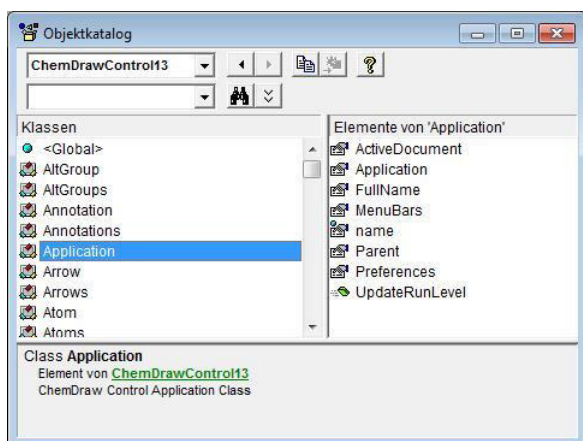 Objektkatalog
ChemDrawControl13
Klassen
Elemente von 'Application'
<Global>
AltGroup
AltGroups
Annotation
Annotations
Application
Arrow
Arrows
Atom
Atoms
ActiveDocument
Application
FullName
MenuBars
name
Parent
Preferences
UpdateRunLevel
Class Application
Element von ChemDrawControl13
ChemDraw Control Application Class